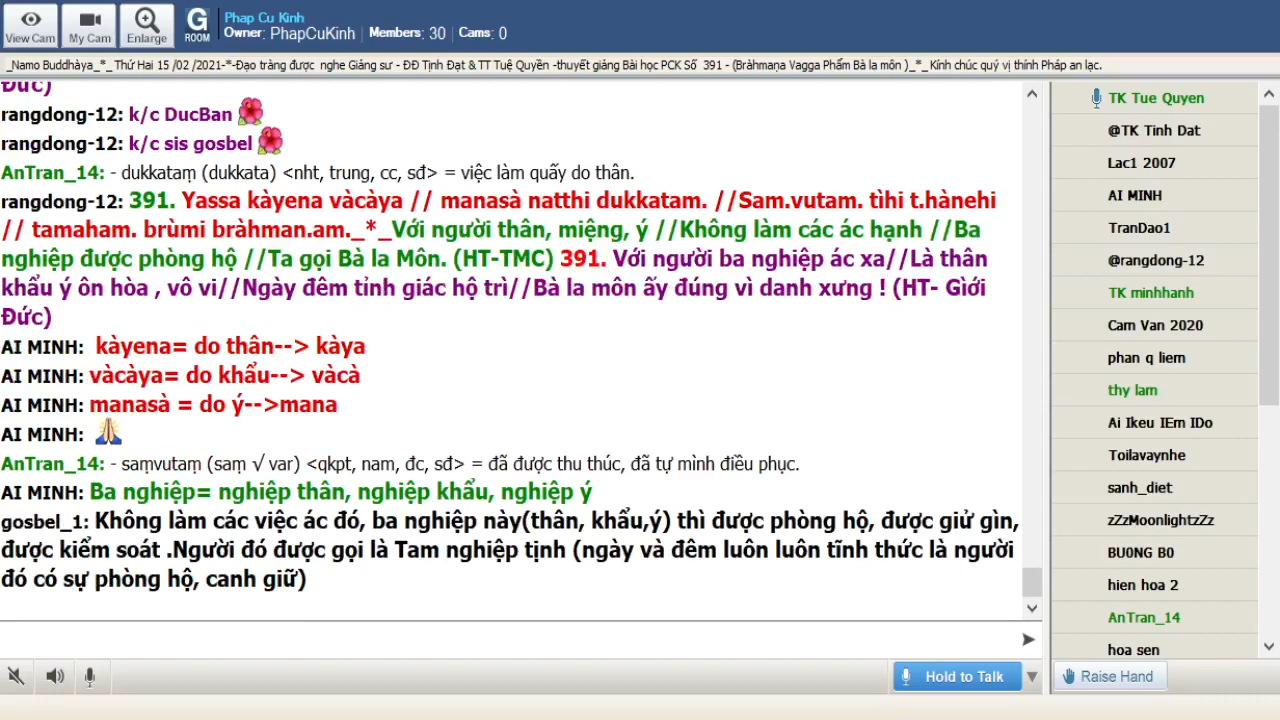 View Cam
My Cam
Enlarge
G
ROOM
Phap Cu Kinh
Owner: PhapCuKinh | Members: 30 | Cams: 0
_Namo Buddhàya_*_ Thứ Hai 15 /02 /2021-*-Đạo tràng được nghe Giảng sư - ĐĐ Tịnh Đạt & TT Tuệ Quyền -thuyết giảng Bài học PCK Số 391 - (Bràhmaṇa Vagga Phẩm Bà la môn )_*_ Kính chúc quý vị thính Pháp an lạc.
Đức)
rangdong-12: k/c DucBan
rangdong-12: k/c sis gosbel
AnTran_14: - dukkataṃ (dukkata) <nht, trung, cc, sđ> = việc làm quấy do thân.
rangdong-12: 391. Yassa kàyena vàcàya // manasà natthi dukkatam. //Sam.vutam. tìhi t.hànehi
// tamaham. brùmi bràhman.am._*_Với người thân, miệng, ý //Không làm các ác hạnh //Ba
nghiệp được phòng hộ //Ta gọi Bà la Môn. (HT-TMC) 391. Với người ba nghiệp ác xa//Là thân
khẩu ý ôn hòa , vô vi//Ngày đêm tỉnh giác hộ trì//Bà la môn ấy đúng vì danh xưng ! (HT- Giới
Đức)
AI MINH: kàyena= do thân--> kàya
AI MINH: vàcàya= do khẩu--> vàcà
AI MINH: manasà = do ý-->mana
AI MINH:
AnTran_14: - saṃvutaṃ (saṃ √ var) <qkpt, nam, đc, sđ> = đã được thu thúc, đã tự mình điều phục.
AI MINH: Ba nghiệp= nghiệp thân, nghiệp khẩu, nghiệp ý
gosbel_1: Không làm các việc ác đó, ba nghiệp này(thân, khẩu,ý) thì được phòng hộ, được giử gìn,
được kiểm soát .Người đó được gọi là Tam nghiệp tịnh (ngày và đêm luôn luôn tĩnh thức là người
đó có sự phòng hộ, canh giữ)
Hold to Talk
TK Tue Quyen
@TK Tinh Dat
Lac1 2007
AI MINH
TranDao1
@rangdong-12
TK minhhanh
Cam Van 2020
phan q liem
thy lam
Ai Ikeu IEm IDo
Toilavaynhe
sanh_diet
zZzMoonlightzZz
BU0NG B0
hien hoa 2
AnTran_14
hoa sen
Raise Hand